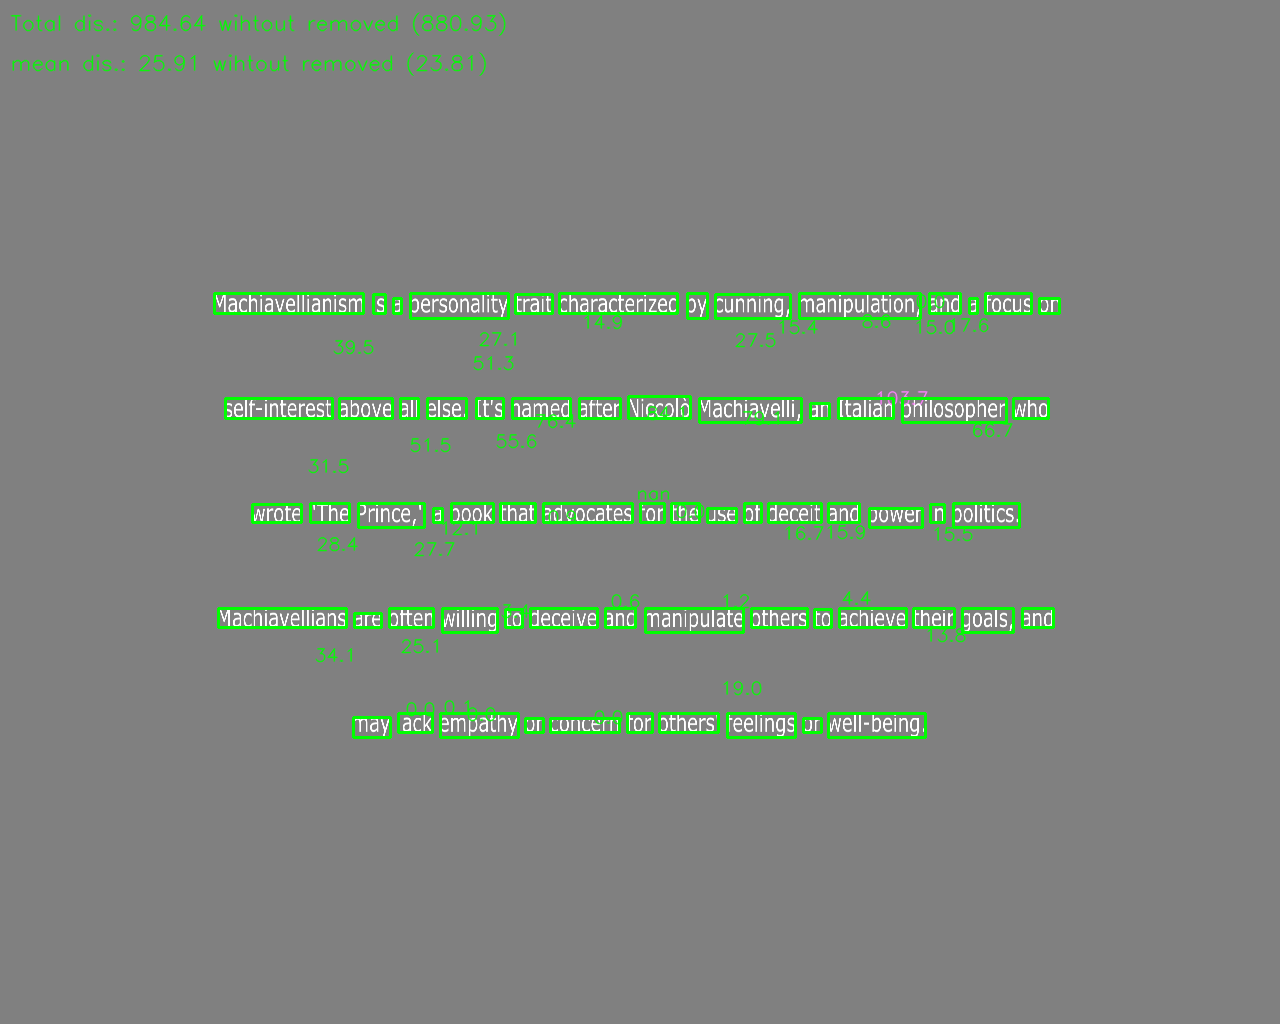 Total dis.: 984.64 wihtout removed (880.93)
mean dis.: 25.91 wihtout removed (23.81)
Machiavellianism is a personality trait characterized by cunning, manipulation, and a focus on
14.9 15.4 8.6 15.0 17.6
39.5 27.1 27.5
51.3
103.7
self-interest above all else. It's named after Niccolò Machiavelli, an Italian philosopher who
76.4
51.5 55.6 66.7
31.5
nan
wrote 'The Prince,' a book that advocates for the use of deceit and power in politics.
12.1 16.7 15.9 15.5
28.4 27.7
0.6 1.2 4.4
Machiavellians are often willing to deceive and manipulate others to achieve their goals, and
13.8
34.1 25.1
19.0
0.0 0.1 0.0
may lack empathy or concern for others' feelings or well-being.